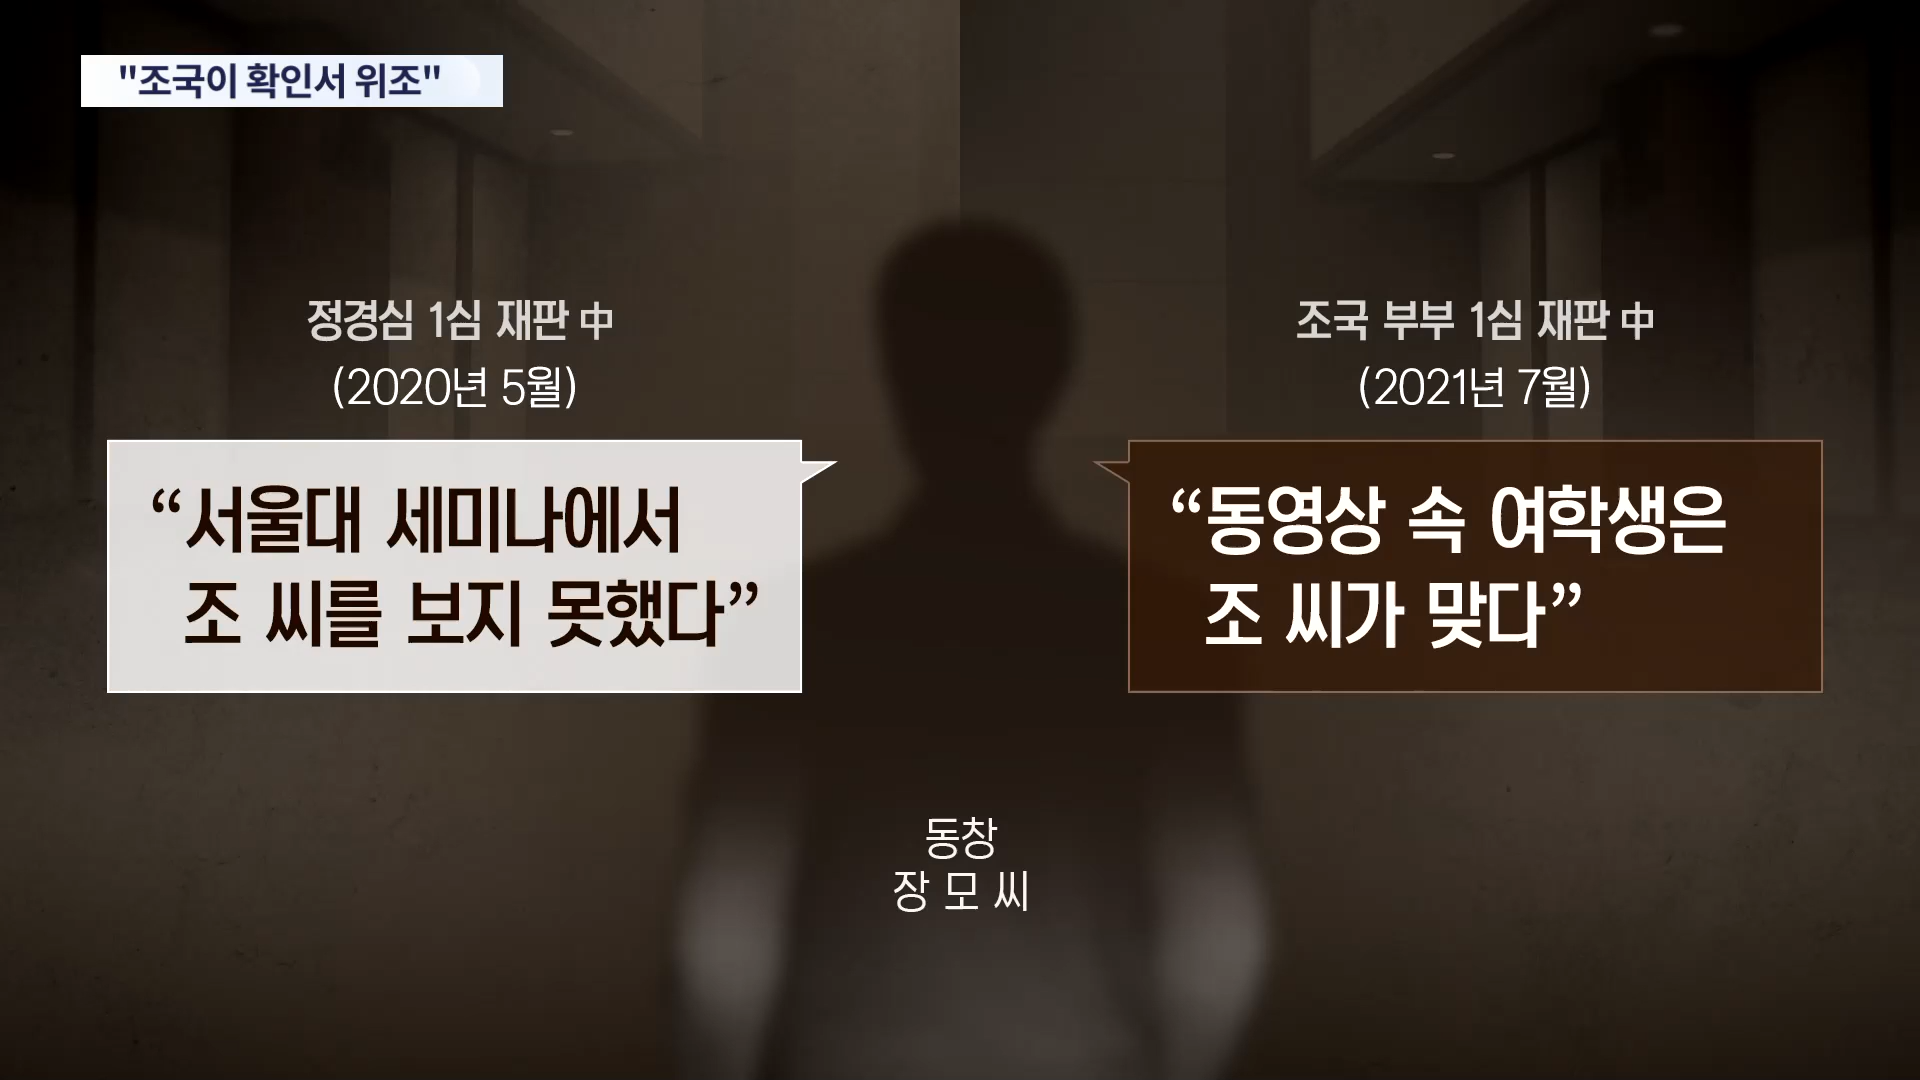 "조국이 확인서 위조"
정경심 1심 재판 中
(2020년 5월)
“서울대 세미나에서
조 씨를 보지 못했다”
조국 부부 1심 재판 中
(2021년 7월)
“동영상 속 여학생은
조 씨가 맞다”
동창
장 모 씨